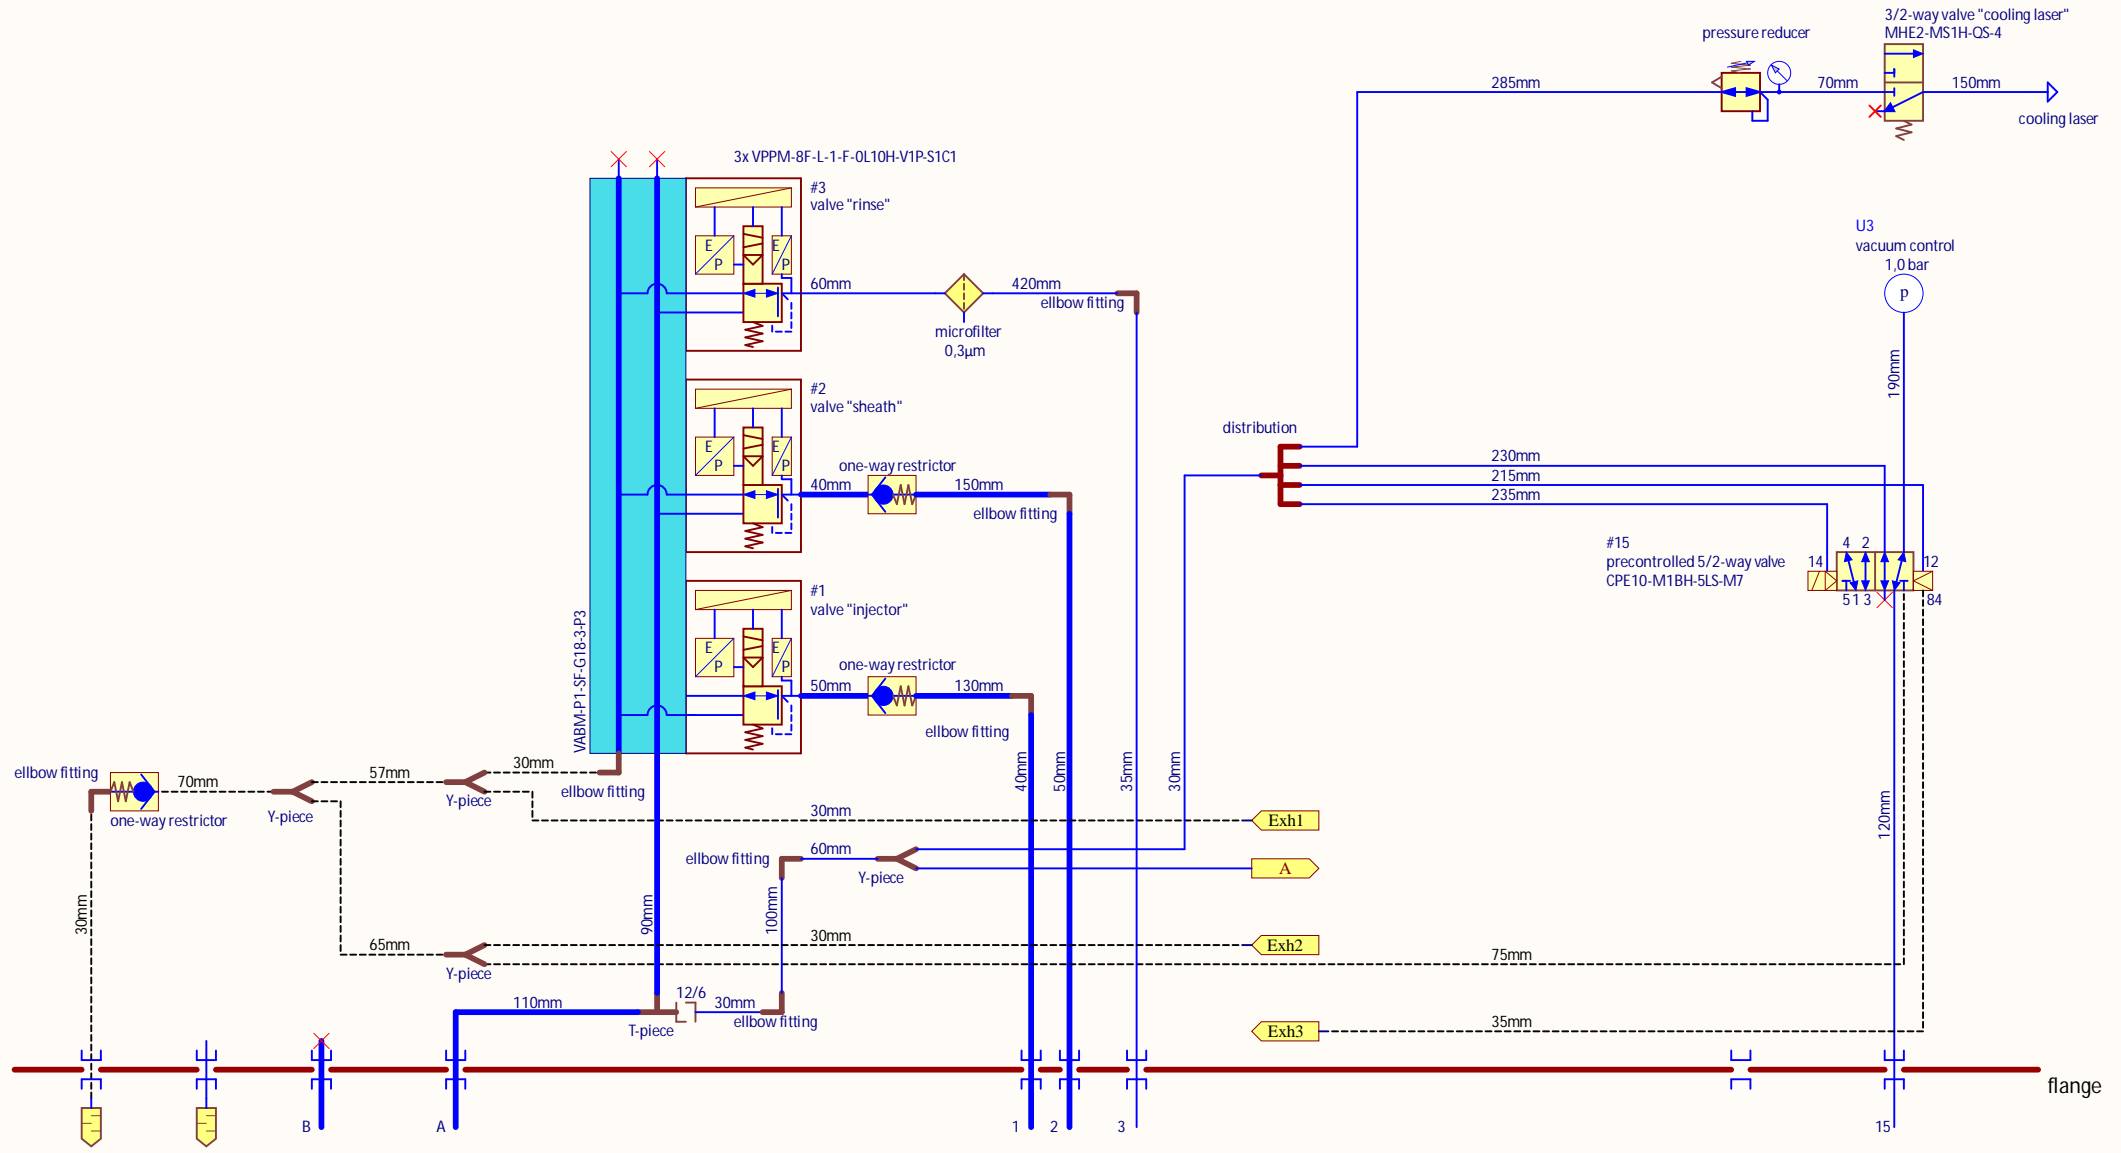 3/2-way valve "cooling laser"
MHE2-MS1H-QS-4
pressure reducer
285mm
70mm
150mm
cooling laser
3x VPPM-8F-L-1-F-0L10H-V1P-S1C1
#3
valve "rinse"
E
P
E
P
60mm
420mm
ellbow fitting
microfilter
0,3µm
U3
vacuum control
1,0 bar
p
190mm
#2
valve "sheath"
E
P
E
P
one-way restrictor
40mm
150mm
ellbow fitting
distribution
230mm
215mm
235mm
#15
precontrolled 5/2-way valve
CPE10-M1BH-5LS-M7
14
4
2
12
5
1
3
84
#1
valve "injector"
E
P
E
P
one-way restrictor
50mm
130mm
ellbow fitting
VABM-P1-SF-G18-3-P3
40mm
50mm
35mm
30mm
120mm
ellbow fitting
70mm
57mm
30mm
ellbow fitting
Y-piece
one-way restrictor
Y-piece
30mm
Exh1
ellbow fitting
60mm
Y-piece
A
30mm
90mm
100mm
65mm
Y-piece
30mm
Exh2
75mm
110mm
12/6
30mm
T-piece
ellbow fitting
Exh3
35mm
flange
B
A
1
2
3
15